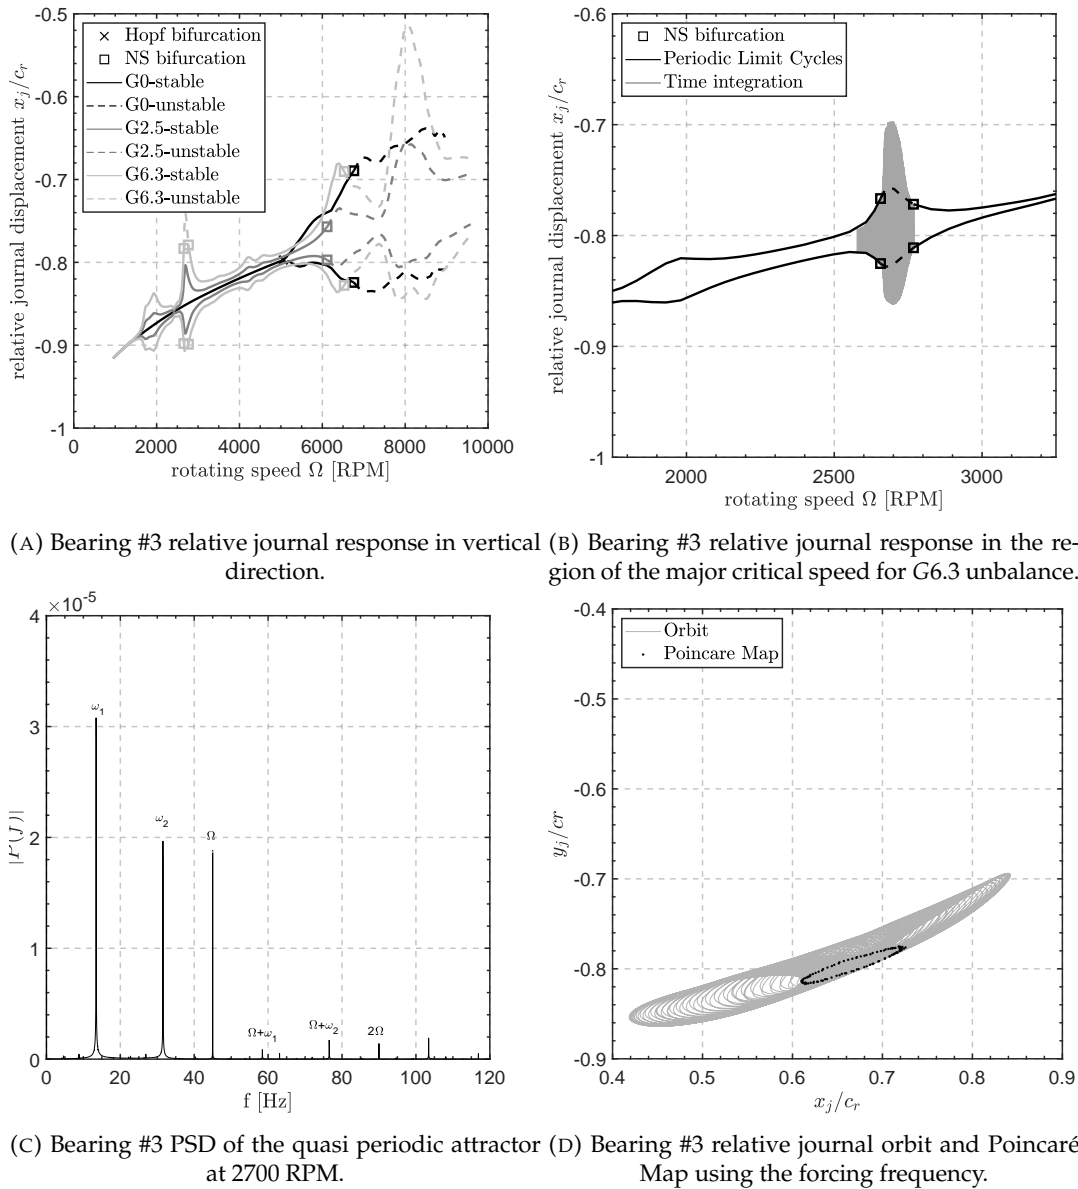 -0.5
-0.6
-0.7
-0.8
-0.9
-1
0
2000
4000
6000
8000
10000
relative journal displacement x_j/c_r
rotating speed Ω [RPM]
Hopf bifurcation
NS bifurcation
G0-stable
G0-unstable
G2.5-stable
G2.5-unstable
G6.3-stable
G6.3-unstable
-0.6
-0.7
-0.8
-0.9
-1
2000
2500
3000
relative journal displacement x_j/c_r
rotating speed Ω [RPM]
NS bifurcation
Periodic Limit Cycles
Time integration
(A) Bearing #3 relative journal response in vertical
direction.
(B) Bearing #3 relative journal response in the re-
gion of the major critical speed for G6.3 unbalance.
×10^-5
4
3
2
1
0
0
20
40
60
80
100
120
|P(f)|
f [Hz]
ω_1
ω_2
Ω
Ω+ω_1
Ω+ω_2
2Ω
-0.4
-0.5
-0.6
-0.7
-0.8
-0.9
0.4
0.5
0.6
0.7
0.8
0.9
y_j/cr
x_j/c_r
Orbit
Poincare Map
(C) Bearing #3 PSD of the quasi periodic attractor
at 2700 RPM.
(D) Bearing #3 relative journal orbit and Poincaré
Map using the forcing frequency.